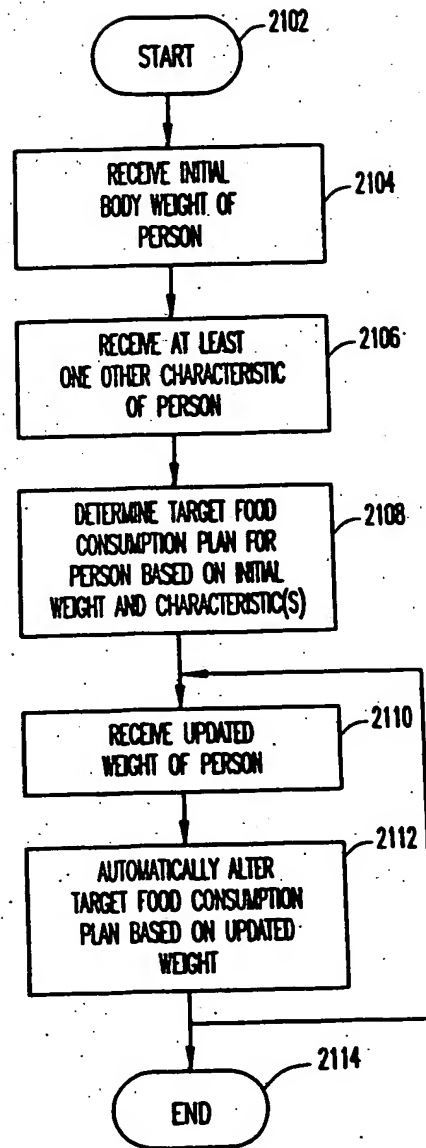 2102
START
RECEIVE INITIAL
BODY WEIGHT OF
PERSON
2104
RECEIVE AT LEAST
ONE OTHER CHARACTERISTIC
OF PERSON
2106
DETERMINE TARGET FOOD
CONSUMPTION PLAN FOR
PERSON BASED ON INITIAL
WEIGHT AND CHARACTERISTIC(S)
2108
RECEIVE UPDATED
WEIGHT OF PERSON
2110
AUTOMATICALLY ALTER
TARGET FOOD CONSUMPTION
PLAN BASED ON UPDATED
WEIGHT
2112
END
2114